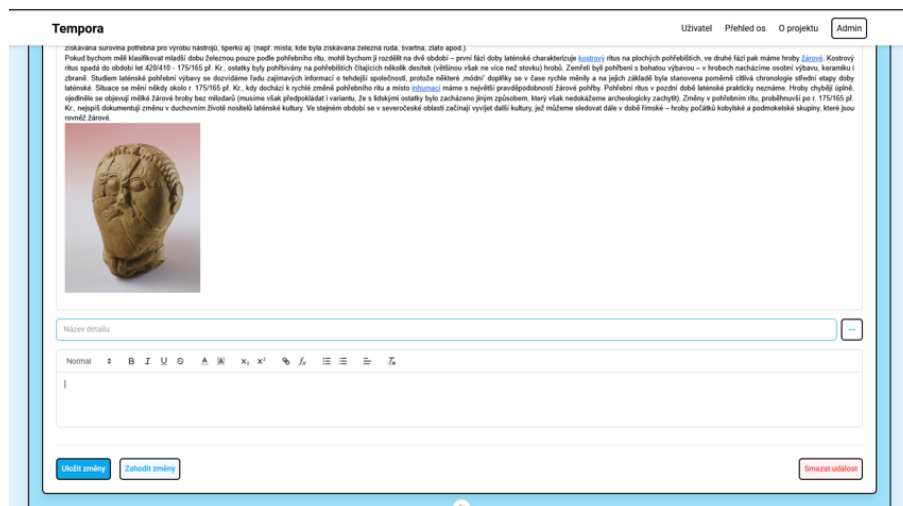 Tempora
Uživatel Přehled os O projektu Admin
získávána surovina potřebná pro výrobu nástrojů, šperků aj. (např. místa, kde byla získávána železná ruda, švartna, zlato apod.).
Pokud bychom měli klasifikovat mladší dobu železnou pouze podle pohřebního ritu, mohli bychom ji rozdělit na dvě období – první fázi doby laténské charakterizuje kostrový ritus na plochých pohřebištích, ve druhé fázi pak máme hroby žárové. Kostrový
ritus spadá do období let 420/410 - 175/165 př. Kr., ostatky byly pohřbívány na pohřebištích čítajících několik desítek (většinou však ne více než stovku) hrobů. Zemřelí byli pohřbeni s bohatou výbavou – v hrobech nacházíme osobní výbavu, keramiku i
zbraně. Studiem laténské pohřební výbavy se dozvídáme řadu zajímavých informací o tehdejší společnosti, protože některé ‚módní' doplňky se v čase rychle měnily a na jejich základě byla stanovena poměrně citlivá chronologie střední etapy doby
laténské. Situace se mění někdy okolo r. 175/165 př. Kr., kdy dochází k rychlé změně pohřebního ritu a místo inhumací máme s největší pravděpodobností žárové pohřby. Pohřební ritus v pozdní době laténské prakticky neznáme. Hroby chybějí úplně,
ojediněle se objevují mělké žárové hroby bez milodarů (musíme však předpokládat i variantu, že s lidskými ostatky bylo zacházeno jiným způsobem, který však nedokážeme archeologicky zachytit). Změny v pohřebním ritu, proběhnuvší po r. 175/165 př.
Kr., nejspíš dokumentují změnu v duchovním životě nositelů laténské kultury. Ve stejném období se v severočeské oblasti začínají vyvíjet další kultury, jež můžeme sledovat dále v době římské – hroby počátků kobylské a podmokelské skupiny, které jsou
rovněž žárové.
Název detailu
Normal
Uložit změny Zahodit změny Smazat událost